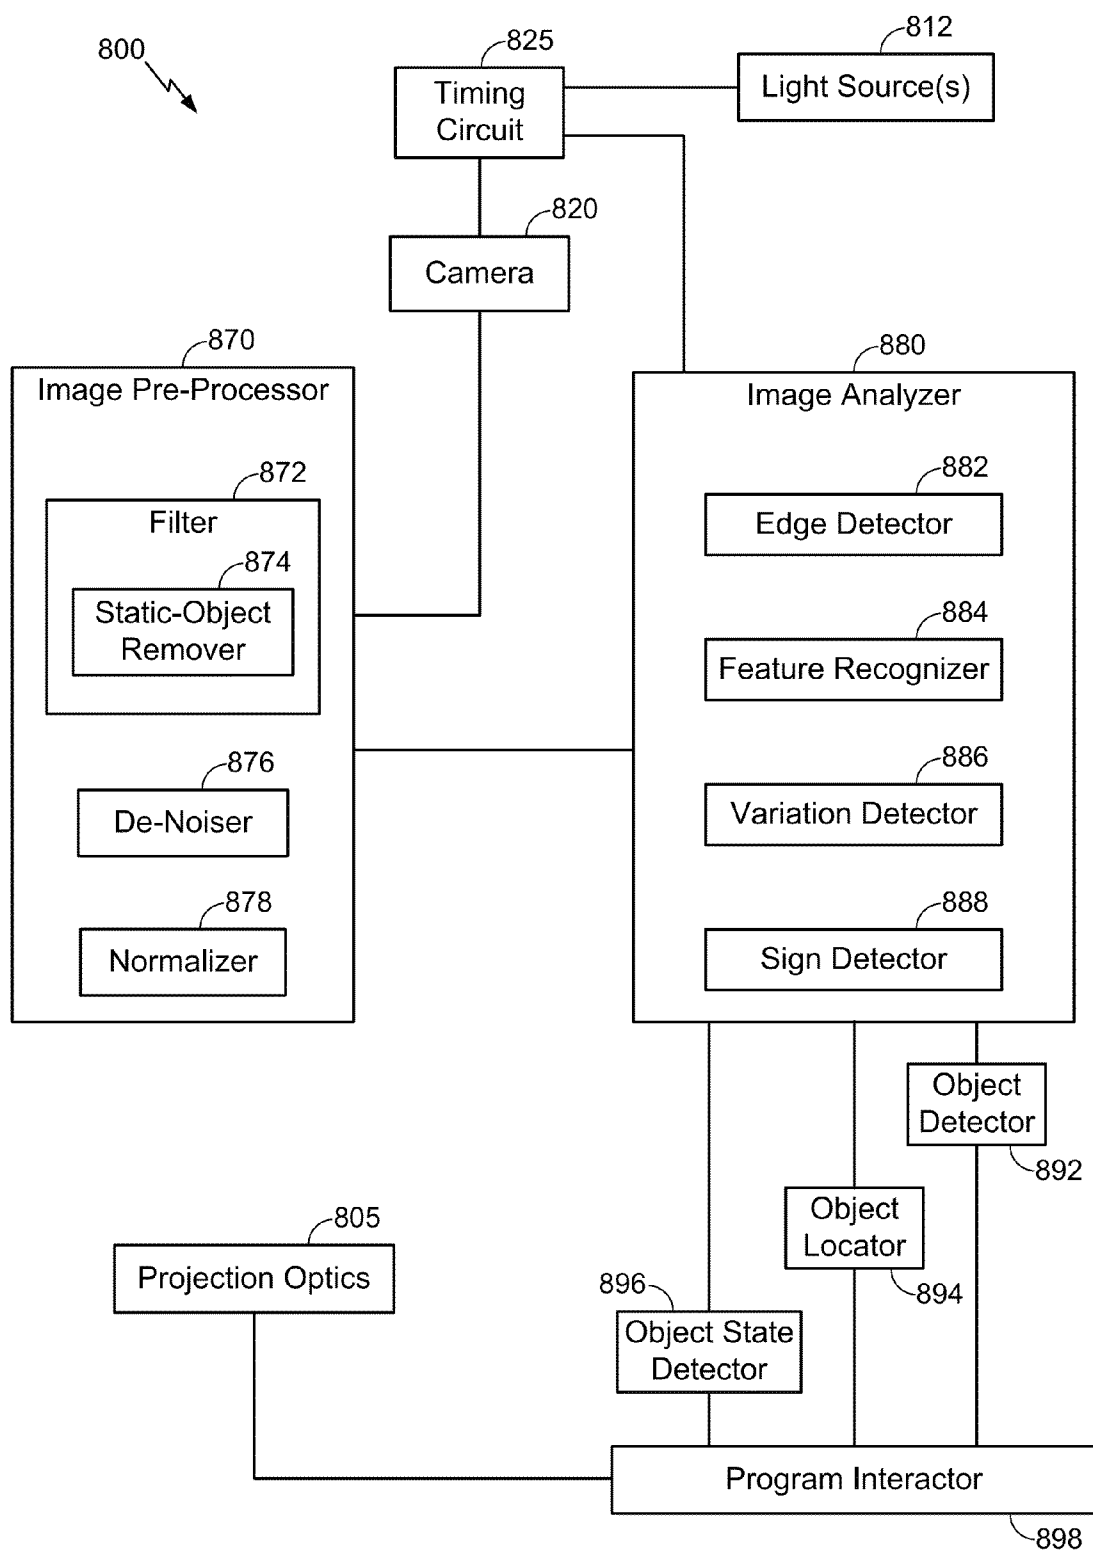 800
825
812
Timing
Circuit
Light Source(s)
820
Camera
870
Image Pre-Processor
872
Filter
874
Static-Object
Remover
876
De-Noiser
878
Normalizer
880
Image Analyzer
882
Edge Detector
884
Feature Recognizer
886
Variation Detector
888
Sign Detector
Object
Detector
892
Object
Locator
894
896
Object State
Detector
805
Projection Optics
Program Interactor
898